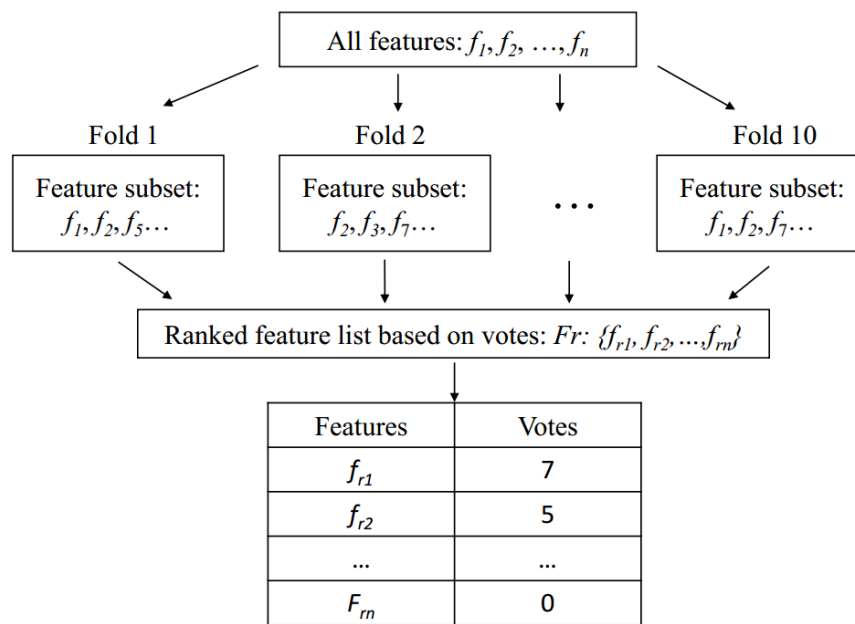 All features: f1, f2, …, fn
Fold 1
Fold 2
Fold 10
Feature subset:
f1, f2, f5…
Feature subset:
f2, f3, f7…
…
Feature subset:
f1, f2, f7…
Ranked feature list based on votes: Fr: {fr1, fr2, ...,frn}
Features Votes
fr1 7
fr2 5
... ...
Frn 0